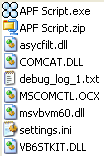 APF Script.exe
APF Script.zip
asycfilt.dll
COMCAT.DLL
debug_log_1.txt
MSCOMCTL.OCX
msvbvm60.dll
settings.ini
VB6STKIT.DLL